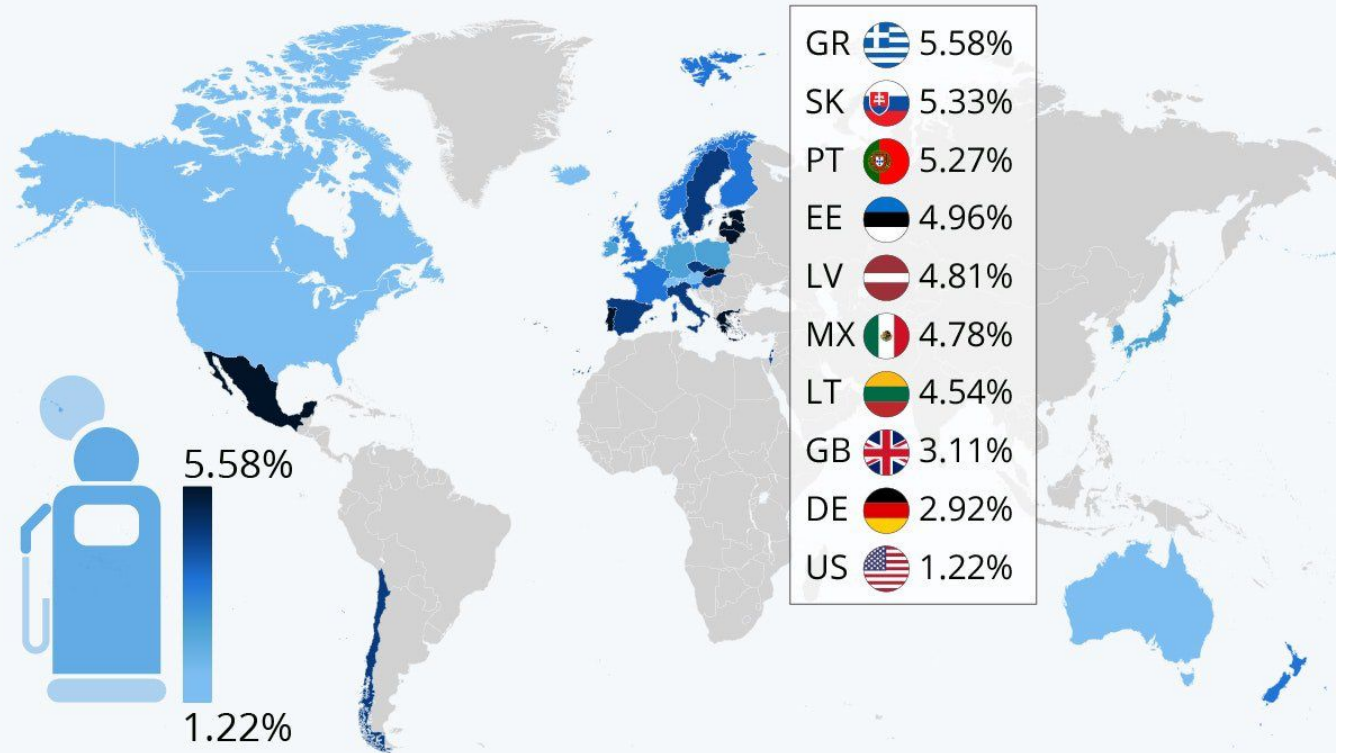 GR 5.58%
SK 5.33%
PT 5.27%
EE 4.96%
LV 4.81%
MX 4.78%
LT 4.54%
GB 3.11%
DE 2.92%
US 1.22%
5.58%
1.22%